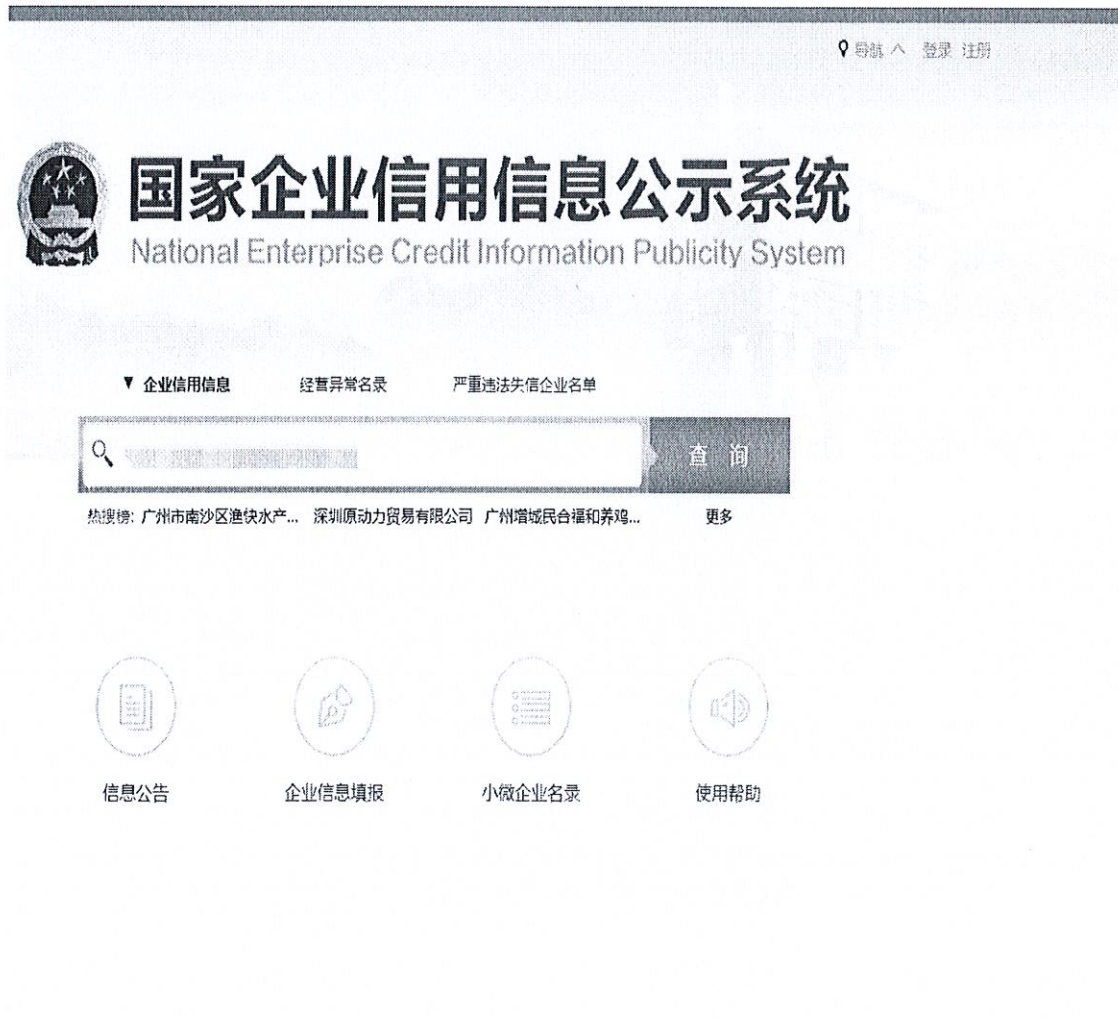 导航 登录 注册
国家企业信用信息公示系统
National Enterprise Credit Information Publicity System
企业信用信息 经营异常名录 严重违法失信企业名单
查 询
热搜榜: 广州市南沙区渔快水产... 深圳原动力贸易有限公司 广州增城民合福和养鸡... 更多
信息公告 企业信息填报 小微企业名录 使用帮助